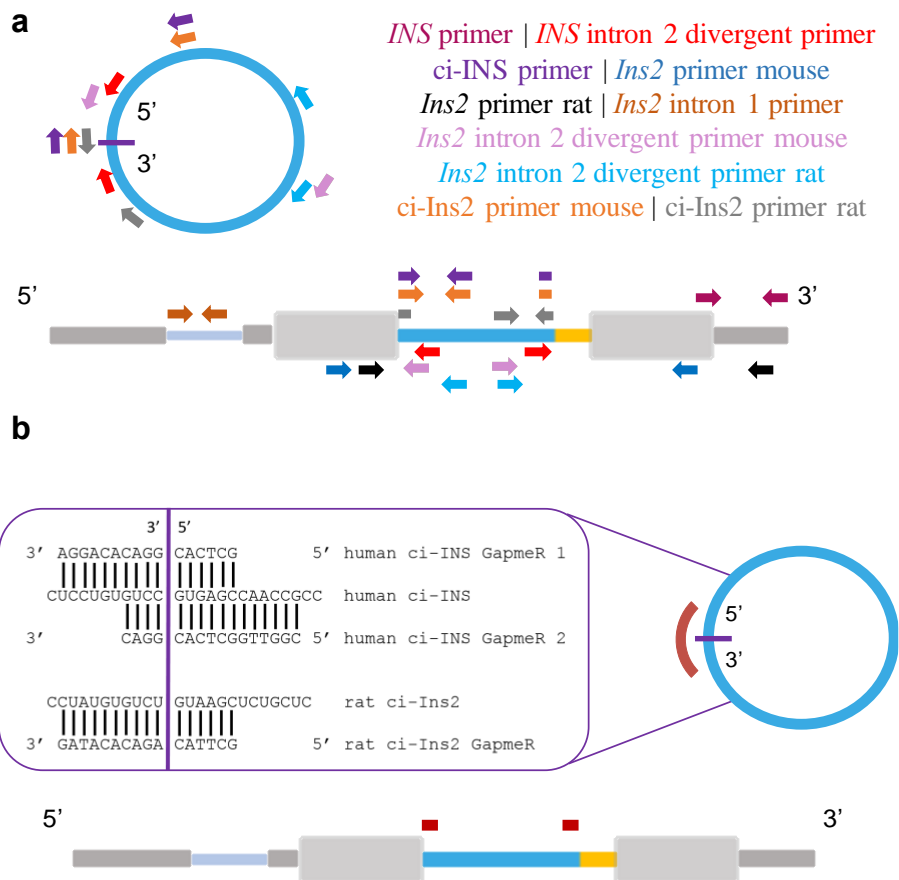 a
INS primer | INS intron 2 divergent primer
ci-INS primer | Ins2 primer mouse
Ins2 primer rat | Ins2 intron 1 primer
Ins2 intron 2 divergent primer mouse
Ins2 intron 2 divergent primer rat
ci-Ins2 primer mouse | ci-Ins2 primer rat
5’
3’
5’
3’
b
3’ 5’
3’ AGGACACAGG CACTCG 5’ human ci-INS GapmeR 1
CUCCUGUGUCC GUGAGCCAACCGCC human ci-INS
3’ CAGG CACTCGGTTGGC 5’ human ci-INS GapmeR 2
CCUAUGUGUCU GUAAGCUCUGCUC rat ci-Ins2
3’ GATACACAGA CATTCG 5’ rat ci-Ins2 GapmeR
5’
3’
5’
3’